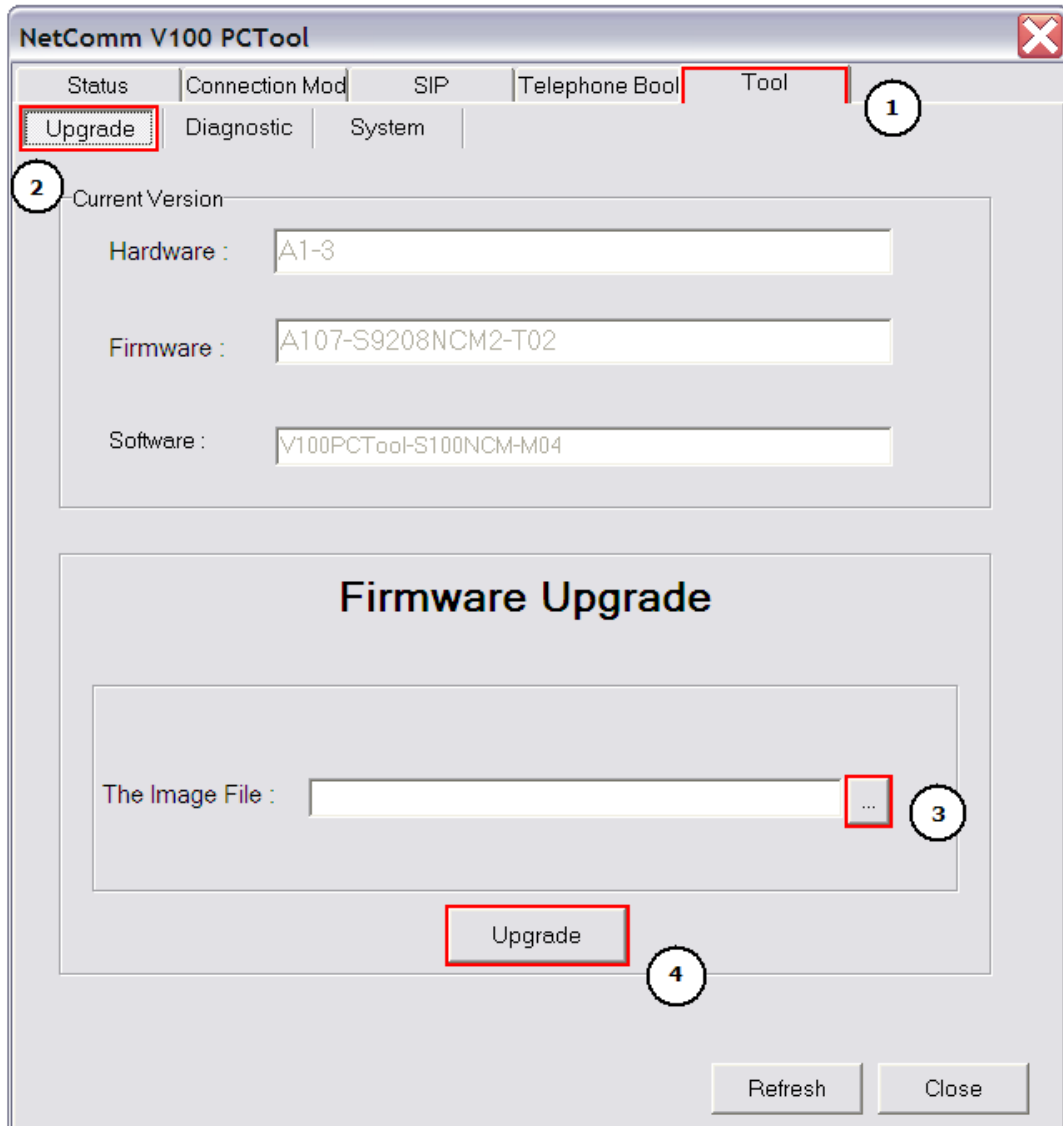 NetComm V100 PCTool
Status Connection Mod SIP Telephone Bool Tool
1
Upgrade Diagnostic System
2
Current Version
Hardware : A1-3
Firmware : A107-S9208NCM2-T02
Software : V100PCTool-S100NCM-M04
Firmware Upgrade
The Image File : ...
3
Upgrade
4
Refresh Close